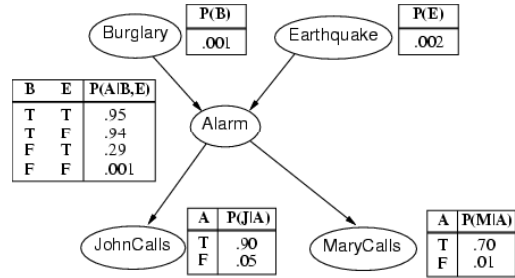 Burglary
P(B)
.001
Earthquake
P(E)
.002
B E P(A|B,E)
T T .95
T F .94
F T .29
F F .001
Alarm
JohnCalls
A P(J|A)
T .90
F .05
MaryCalls
A P(M|A)
T .70
F .01